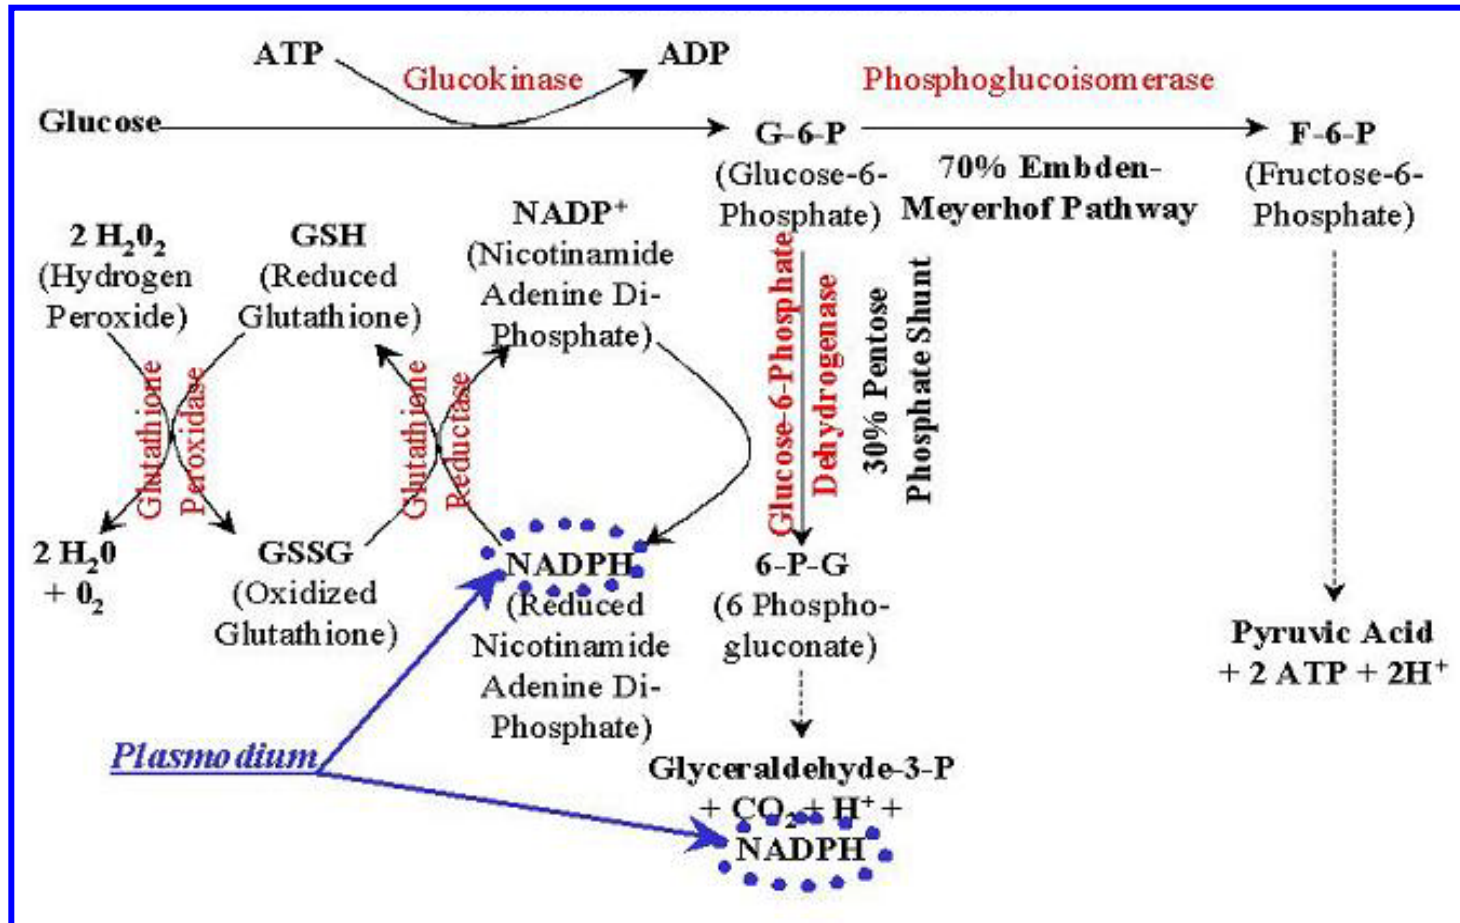 ATP
Glucokinase
ADP
Phosphoglucoisomerase
Glucose
G-6-P
(Glucose-6-
Phosphate)
70% Embden-
Meyerhof Pathway
F-6-P
(Fructose-6-
Phosphate)
2 H₂0₂
(Hydrogen
Peroxide)
GSH
(Reduced
Glutathione)
NADP⁺
(Nicotinamide
Adenine Di-
Phosphate)
Glucose-6-Phosphate
Dehydrogenase
30% Pentose
Phosphate Shunt
Glutathione
Peroxidase
Glutathione
Reductase
2 H₂0
+ 0₂
GSSG
(Oxidized
Glutathione)
NADPH
(Reduced
Nicotinamide
Adenine Di-
Phosphate)
6-P-G
(6 Phospho-
gluconate)
Pyruvic Acid
+ 2 ATP + 2H⁺
Plasmodium
Glyceraldehyde-3-P
+ CO₂ + H⁺ +
NADPH